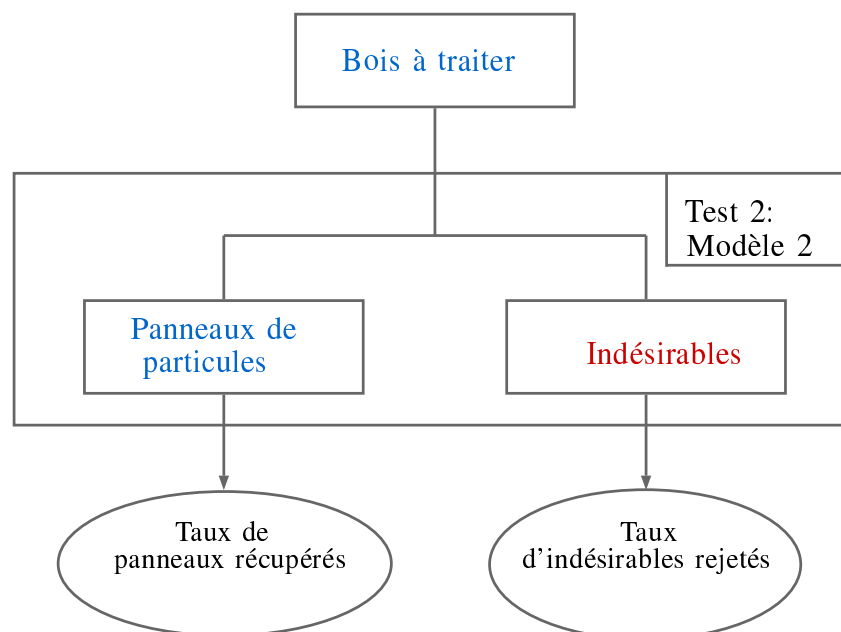 Bois à traiter
Test 2:
Modèle 2
Panneaux de
particules
Indésirables
Taux de
panneaux récupérés
Taux
d'indésirables rejetés